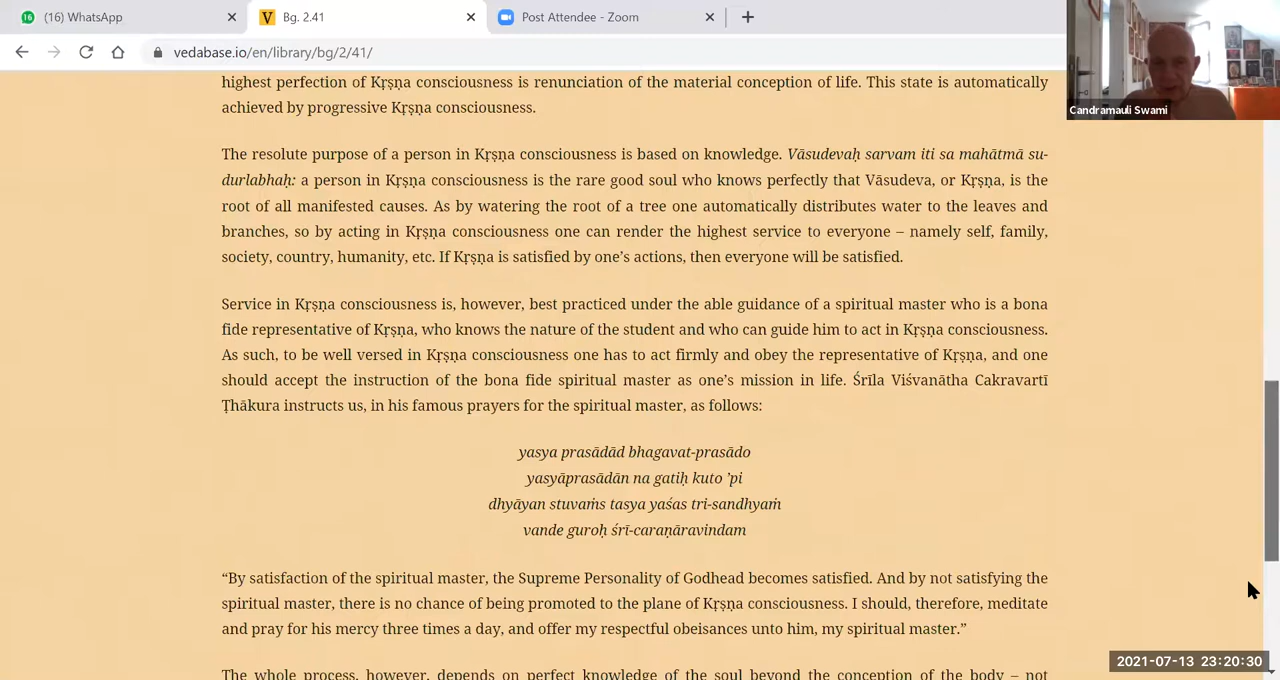 16 (16) WhatsApp
V Bg. 2.41
Post Attendee - Zoom
vedabase.io/en/library/bg/2/41/
Candramauli Swami
highest perfection of Kṛṣṇa consciousness is renunciation of the material conception of life. This state is automatically
achieved by progressive Kṛṣṇa consciousness.
The resolute purpose of a person in Kṛṣṇa consciousness is based on knowledge. Vāsudevaḥ sarvam iti sa mahātmā su-
durlabhaḥ: a person in Kṛṣṇa consciousness is the rare good soul who knows perfectly that Vāsudeva, or Kṛṣṇa, is the
root of all manifested causes. As by watering the root of a tree one automatically distributes water to the leaves and
branches, so by acting in Kṛṣṇa consciousness one can render the highest service to everyone – namely self, family,
society, country, humanity, etc. If Kṛṣṇa is satisfied by one’s actions, then everyone will be satisfied.
Service in Kṛṣṇa consciousness is, however, best practiced under the able guidance of a spiritual master who is a bona
fide representative of Kṛṣṇa, who knows the nature of the student and who can guide him to act in Kṛṣṇa consciousness.
As such, to be well versed in Kṛṣṇa consciousness one has to act firmly and obey the representative of Kṛṣṇa, and one
should accept the instruction of the bona fide spiritual master as one’s mission in life. Śrīla Viśvanātha Cakravartī
Ṭhākura instructs us, in his famous prayers for the spiritual master, as follows:
yasya prasādād bhagavat-prasādo
yasyāprasādān na gatiḥ kuto ’pi
dhyāyan stuvaṁs tasya yaśas tri-sandhyaṁ
vande guroḥ śrī-caraṇāravindam
“By satisfaction of the spiritual master, the Supreme Personality of Godhead becomes satisfied. And by not satisfying the
spiritual master, there is no chance of being promoted to the plane of Kṛṣṇa consciousness. I should, therefore, meditate
and pray for his mercy three times a day, and offer my respectful obeisances unto him, my spiritual master.”
The whole process, however, depends on perfect knowledge of the soul beyond the conception of the body – not
2021-07-13 23:20:30